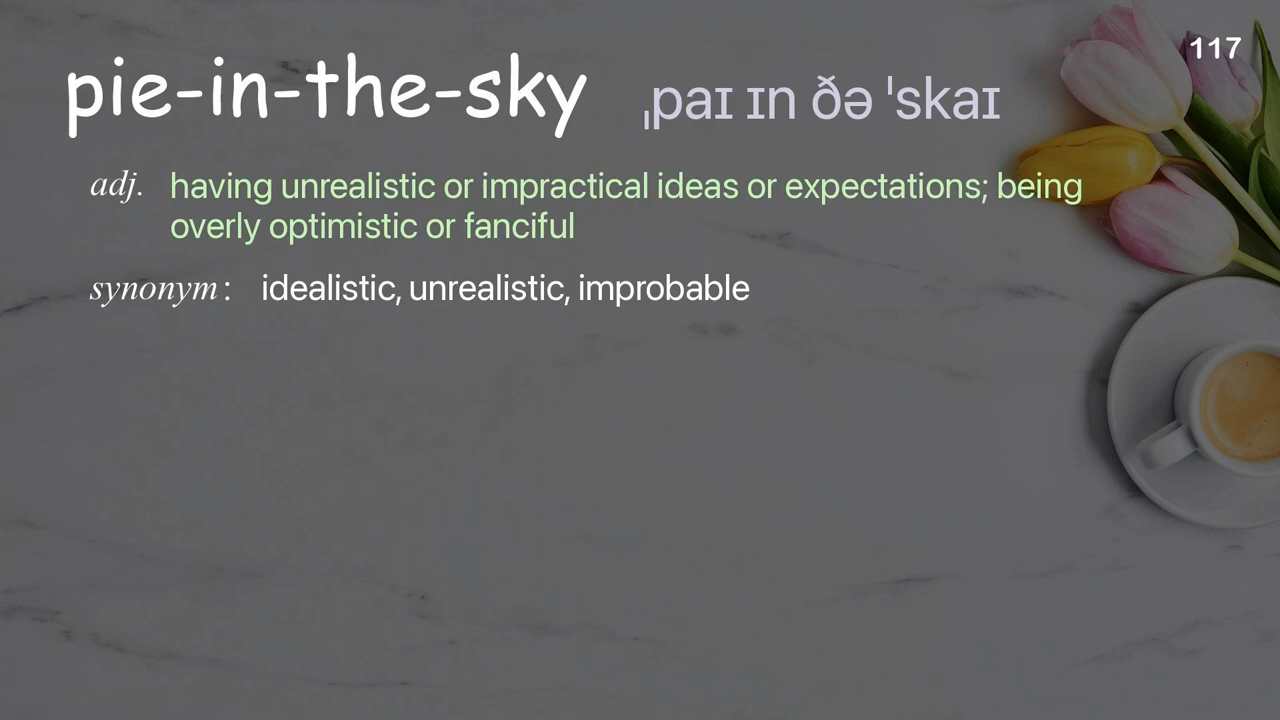 117
pie-in-the-sky ˌpaɪ ɪn ðə ˈskaɪ
adj. having unrealistic or impractical ideas or expectations; being
overly optimistic or fanciful
synonym : idealistic, unrealistic, improbable